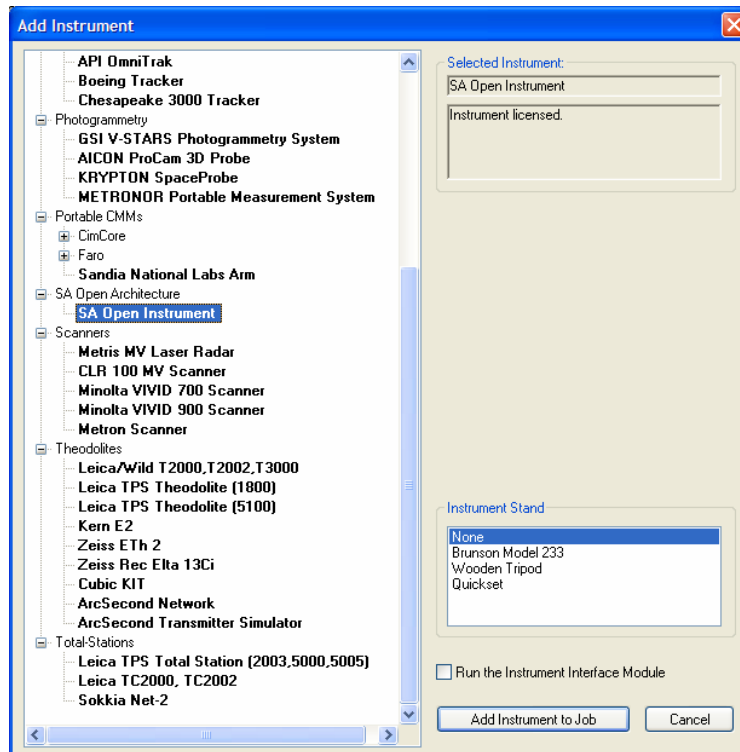 Add Instrument
API OmniTrak
Boeing Tracker
Chesapeake 3000 Tracker
Photogrammetry
GSI V-STARS Photogrammetry System
AICON ProCam 3D Probe
KRYPTON SpaceProbe
METRONOR Portable Measurement System
Portable CMMs
CimCore
Faro
Sandia National Labs Arm
SA Open Architecture
SA Open Instrument
Scanners
Metris MV Laser Radar
CLR 100 MV Scanner
Minolta VIVID 700 Scanner
Minolta VIVID 900 Scanner
Metron Scanner
Theodolites
Leica/Wild T2000,T2002,T3000
Leica TPS Theodolite (1800)
Leica TPS Theodolite (5100)
Kern E2
Zeiss ETh 2
Zeiss Rec Elta 13Ci
Cubic KIT
ArcSecond Network
ArcSecond Transmitter Simulator
Total-Stations
Leica TPS Total Station (2003,5000,5005)
Leica TC2000, TC2002
Sokkia Net-2
Selected Instrument:
SA Open Instrument
Instrument licensed.
Instrument Stand
None
Brunson Model 233
Wooden Tripod
Quickset
Run the Instrument Interface Module
Add Instrument to Job
Cancel